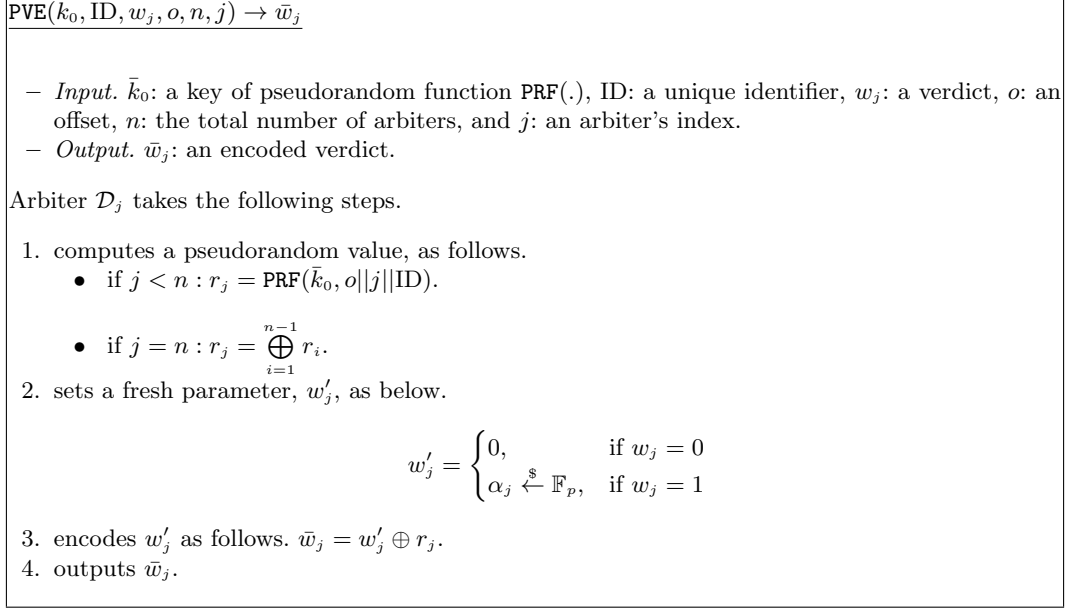 PVE(k₀, ID, wⱼ, o, n, j) → w̄ⱼ
– Input. k̄₀: a key of pseudorandom function PRF(.), ID: a unique identifier, wⱼ: a verdict, o: an
offset, n: the total number of arbiters, and j: an arbiter's index.
– Output. w̄ⱼ: an encoded verdict.
Arbiter 𝒟ⱼ takes the following steps.
1. computes a pseudorandom value, as follows.
• if j < n : rⱼ = PRF(k̄₀, o||j||ID).
• if j = n : rⱼ = ⊕_{i=1}^{n−1} rᵢ.
2. sets a fresh parameter, w′ⱼ, as below.
w′ⱼ = { 0, if wⱼ = 0
αⱼ ←$ 𝔽ₚ, if wⱼ = 1
3. encodes w′ⱼ as follows. w̄ⱼ = w′ⱼ ⊕ rⱼ.
4. outputs w̄ⱼ.